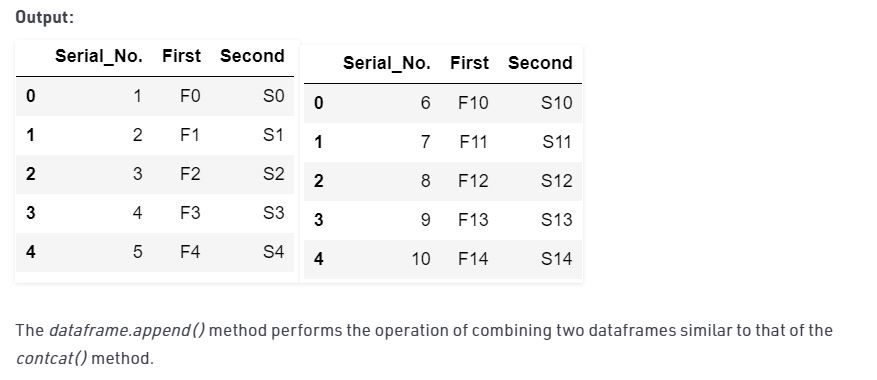 Output:
Serial_No. First Second
0 1 F0 S0
1 2 F1 S1
2 3 F2 S2
3 4 F3 S3
4 5 F4 S4
Serial_No. First Second
0 6 F10 S10
1 7 F11 S11
2 8 F12 S12
3 9 F13 S13
4 10 F14 S14
The dataframe.append() method performs the operation of combining two dataframes similar to that of the
contcat() method.